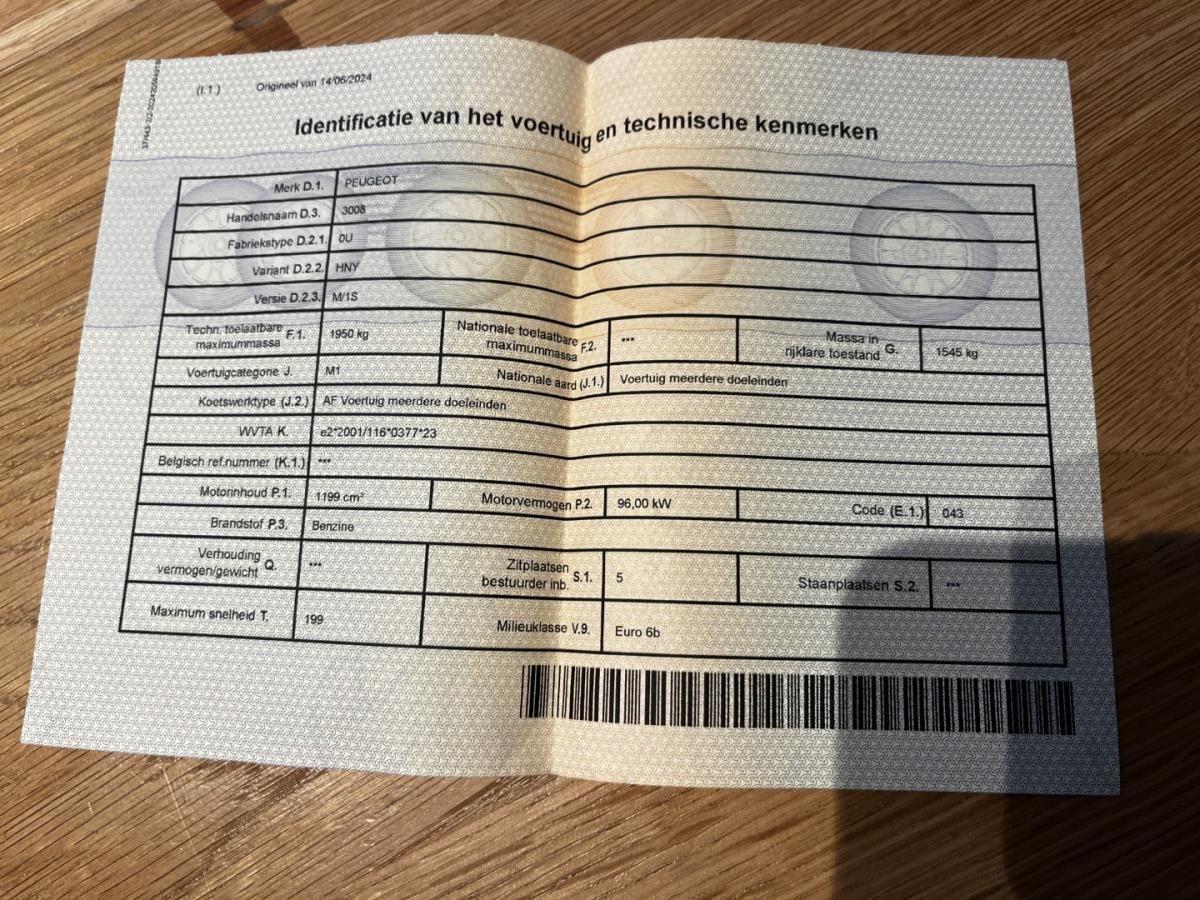 (I.1.) Origineel van 14/06/2024
Identificatie van het voertuig en technische kenmerken
Merk D.1. PEUGEOT
Handelsnaam D.3. 3008
Fabriekstype D.2.1. 0U
Variant D.2.2. HNY
Versie D.2.3. M/1S
Techn. toelaatbare maximummassa F.1. 1950 kg Nationale toelaatbare maximummassa F.2. *** Massa in rijklare toestand G. 1545 kg
Voertuigcategorie J. M1 Nationale aard (J.1.) Voertuig meerdere doeleinden
Koetswerktype (J.2.) AF Voertuig meerdere doeleinden
WVTA K. e2*2001/116*0377*23
Belgisch ref.nummer (K.1.) ***
Motorinhoud P.1. 1199 cm³ Motorvermogen P.2. 96,00 kW Code (E.1.) 043
Brandstof P.3. Benzine
Verhouding vermogen/gewicht Q. *** Zitplaatsen bestuurder inb. S.1. 5 Staanplaatsen S.2. ***
Maximum snelheid T. 199 Milieuklasse V.9. Euro 6b